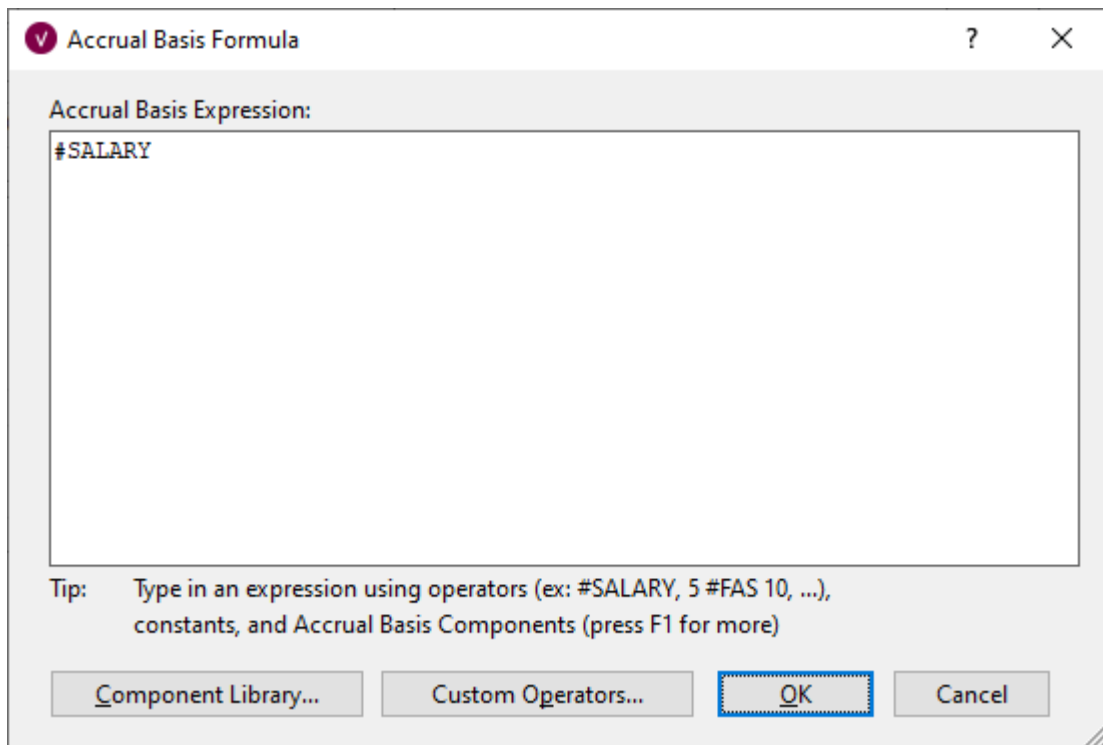 V Accrual Basis Formula ?
Accrual Basis Expression:
#SALARY
Tip: Type in an expression using operators (ex: #SALARY, 5 #FAS 10, ...),
constants, and Accrual Basis Components (press F1 for more)
Component Library... Custom Operators... OK Cancel